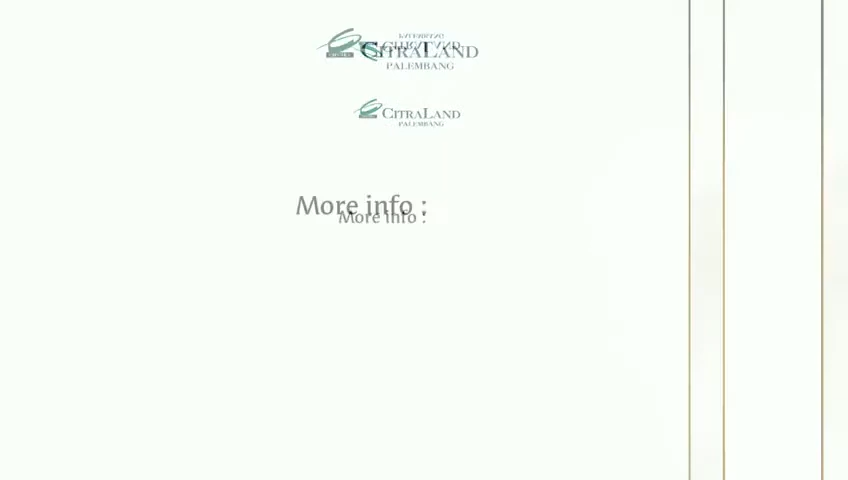 CITRALAND
PALEMBANG
CITRALAND
PALEMBANG
More info :
More info :